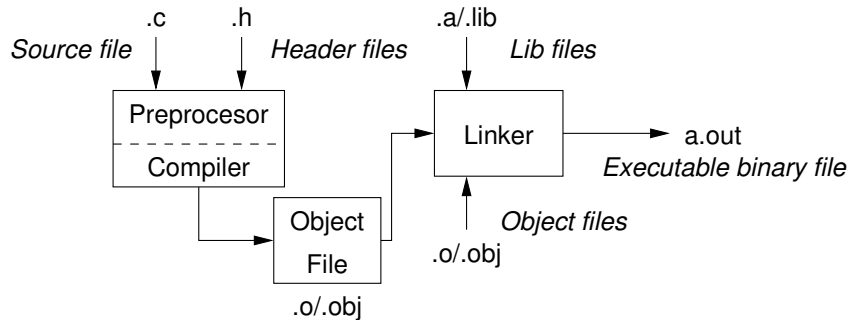 .c
.h
.a/.lib
Source file
Header files
Lib files
Preprocesor
Compiler
Linker
a.out
Executable binary file
Object
File
.o/.obj
Object files
.o/.obj